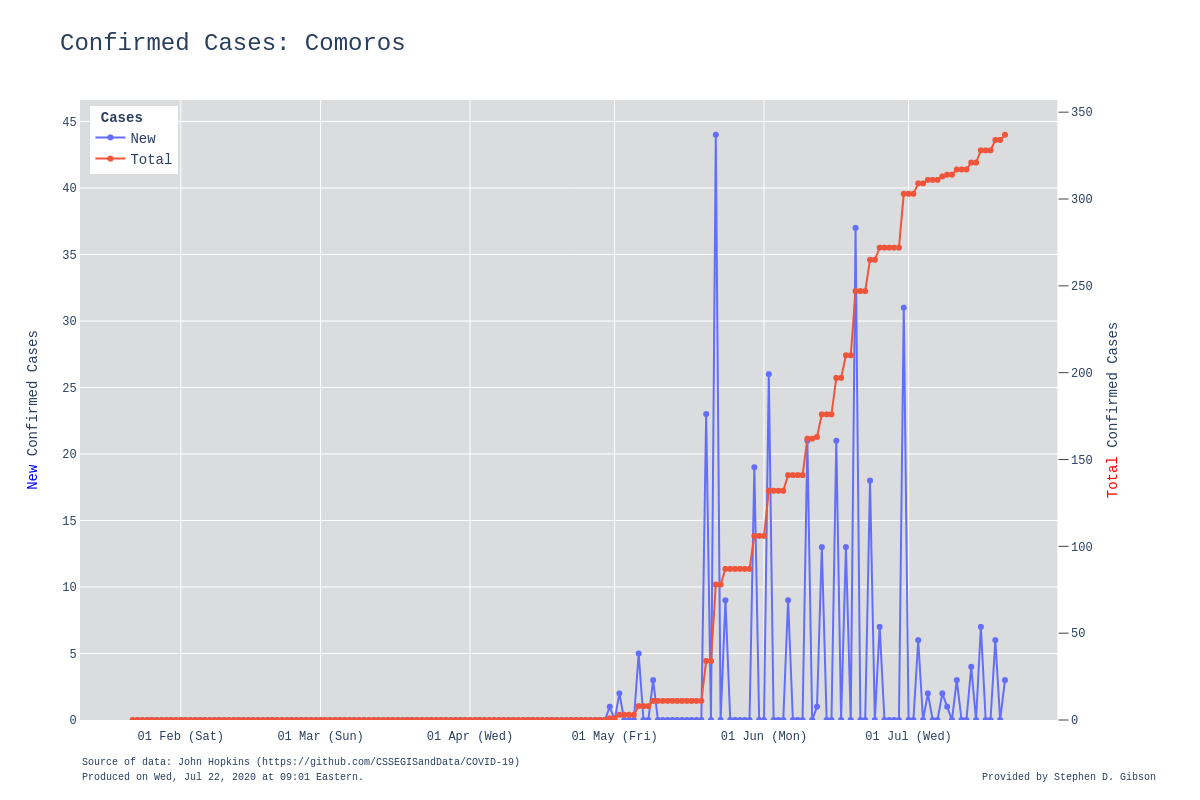 Confirmed Cases: Comoros
Cases
New
Total
45
40
35
30
25
20
15
10
5
0
350
300
250
200
150
100
50
0
New Confirmed Cases
Total Confirmed Cases
01 Feb (Sat)
01 Mar (Sun)
01 Apr (Wed)
01 May (Fri)
01 Jun (Mon)
01 Jul (Wed)
Source of data: John Hopkins (https://github.com/CSSEGISandData/COVID-19)
Produced on Wed, Jul 22, 2020 at 09:01 Eastern.
Provided by Stephen D. Gibson